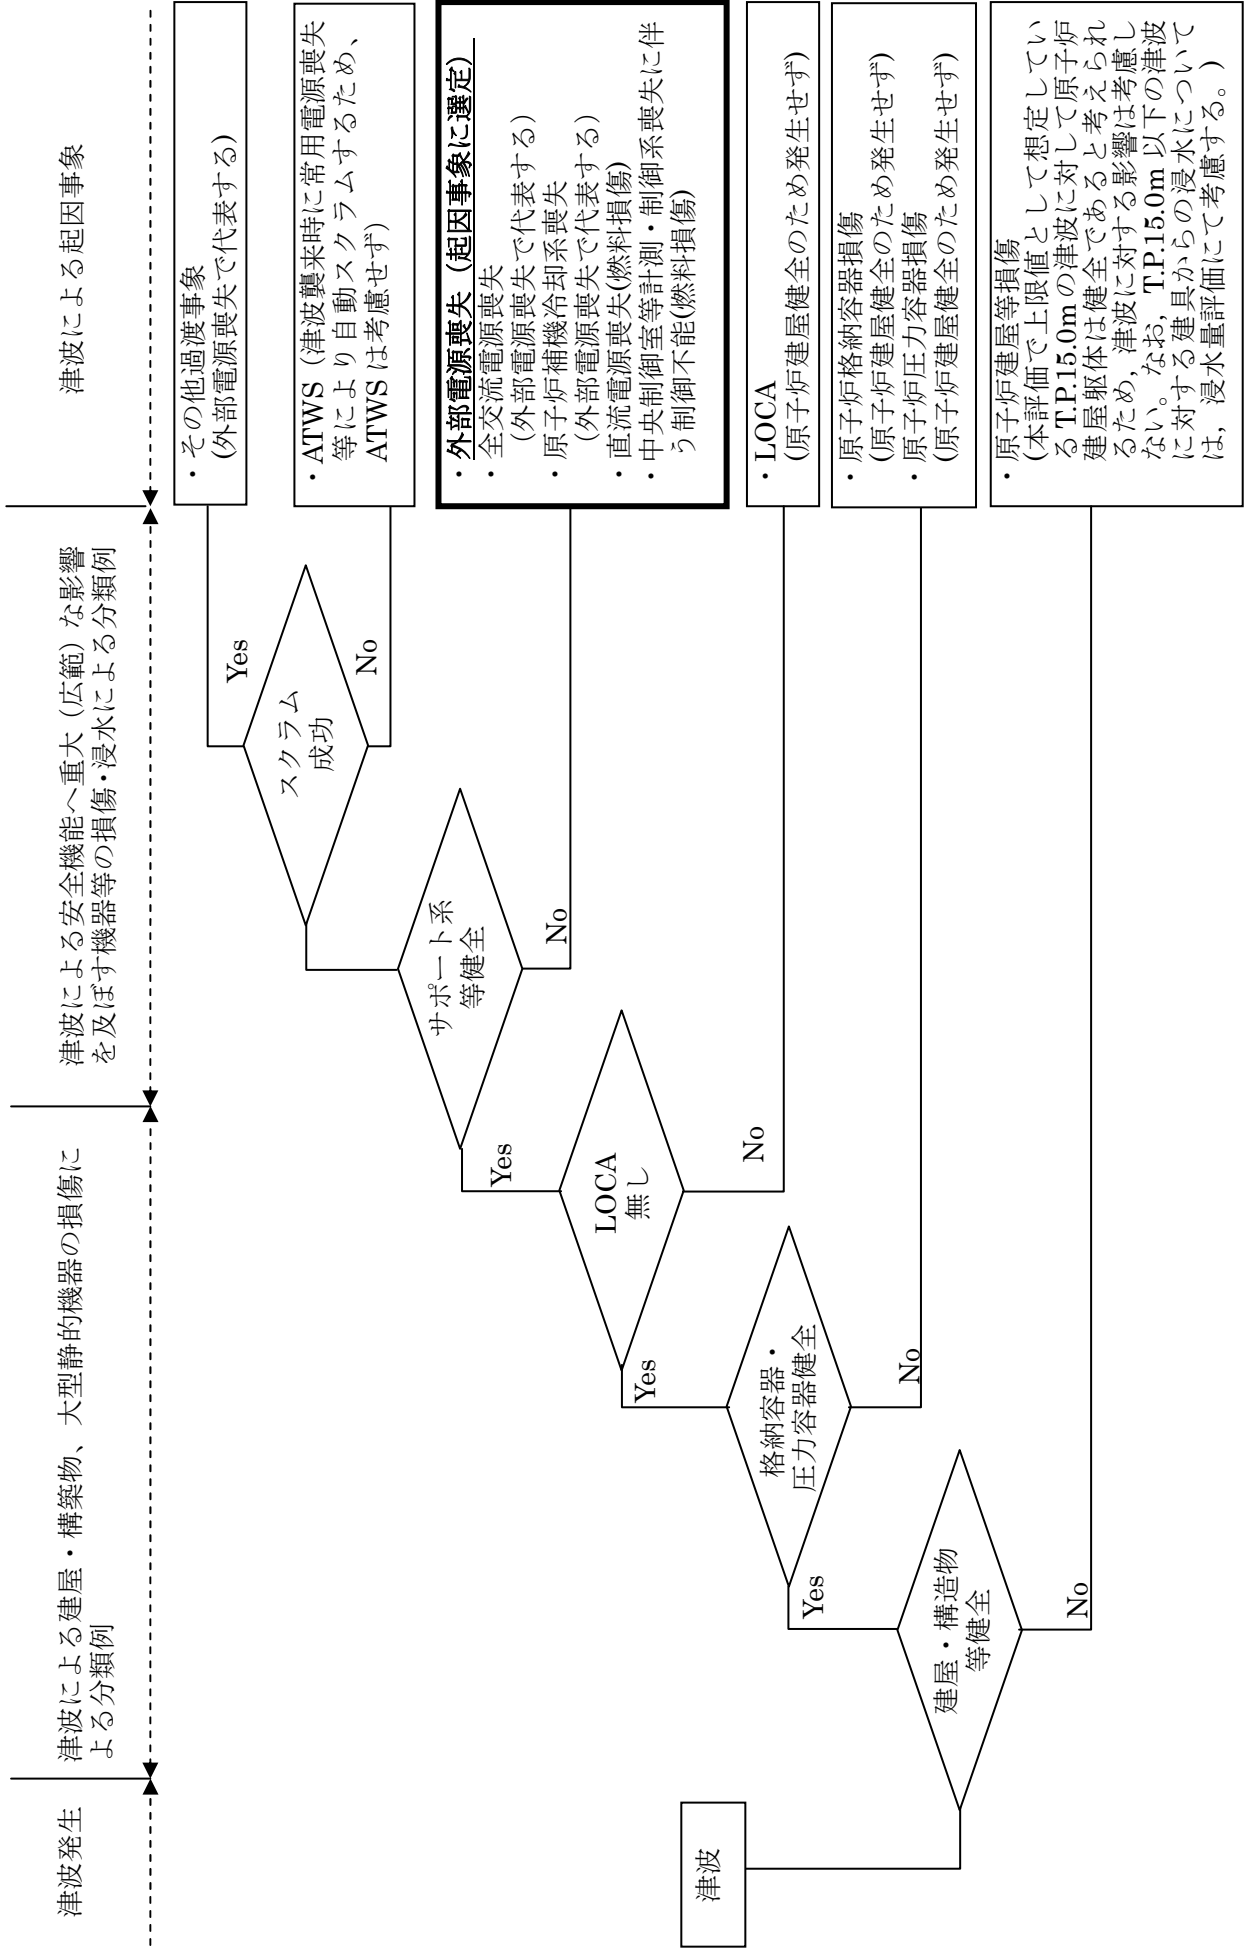 津波発生
津波による建屋・構築物、大型静的機器の損傷に
よる分類例
津波による安全機能へ重大（広範）な影響
を及ぼす機器等の損傷･浸水による分類例
津波による起因事象
津波
建屋・構造物
等健全
Yes
No
格納容器・
圧力容器健全
Yes
No
LOCA
無し
Yes
No
サポート系
等健全
No
スクラム
成功
Yes
No
・その他過渡事象
(外部電源喪失で代表する)
・ATWS（津波襲来時に常用電源喪失
等により自動スクラムするため、
ATWS は考慮せず）
・外部電源喪失（起因事象に選定）
・全交流電源喪失
（外部電源喪失で代表する）
・原子炉補機冷却系喪失
（外部電源喪失で代表する）
・直流電源喪失(燃料損傷)
・中央制御室等計測・制御系喪失に伴
う制御不能(燃料損傷)
・LOCA
(原子炉建屋健全のため発生せず)
・原子炉格納容器損傷
(原子炉建屋健全のため発生せず)
・原子炉圧力容器損傷
(原子炉建屋健全のため発生せず)
・原子炉建屋等損傷
(本評価で上限値として想定してい
る T.P.15.0m の津波に対して原子炉
建屋躯体は健全であると考えられ
るため，津波に対する影響は考慮し
ない。なお，T.P.15.0m 以下の津波
に対する建具からの浸水について
は，浸水量評価にて考慮する。）